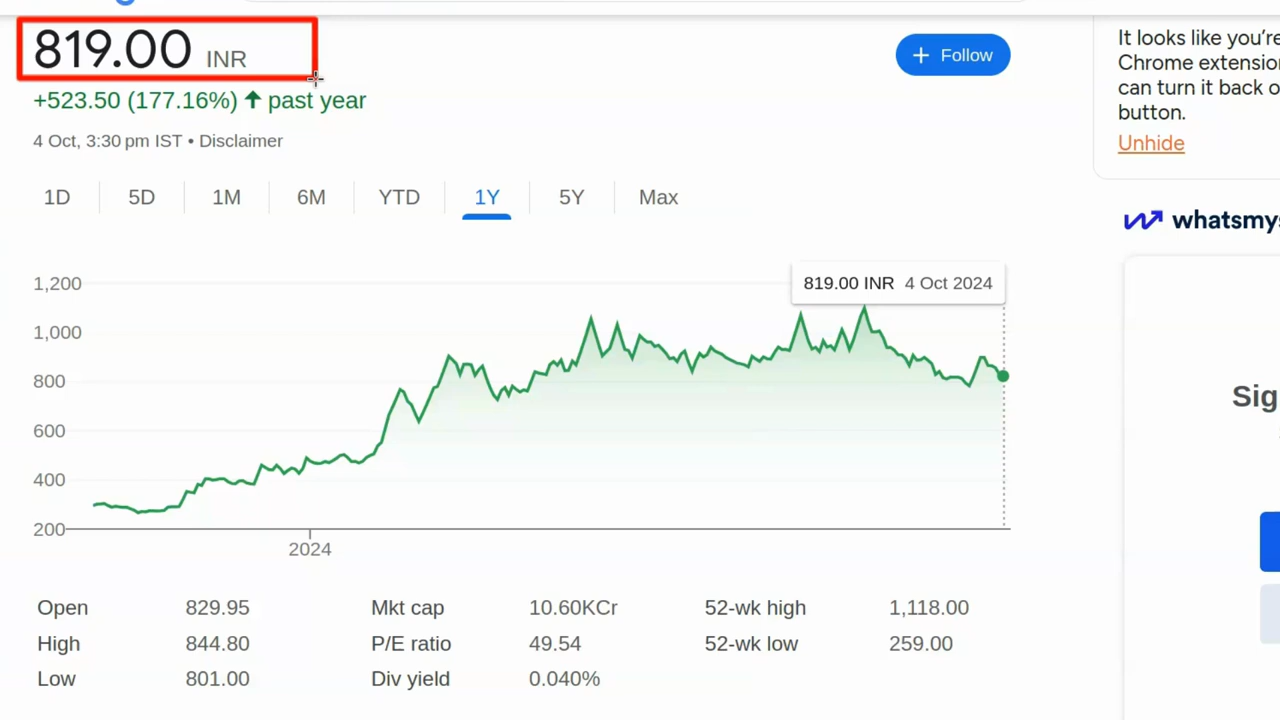 819.00 INR
+ Follow
+523.50 (177.16%) past year
4 Oct, 3:30 pm IST • Disclaimer
1D 5D 1M 6M YTD 1Y 5Y Max
819.00 INR 4 Oct 2024
1,200
1,000
800
600
400
200
2024
Open 829.95 Mkt cap 10.60KCr 52-wk high 1,118.00
High 844.80 P/E ratio 49.54 52-wk low 259.00
Low 801.00 Div yield 0.040%
It looks like you're
Chrome extension
can turn it back o
button.
Unhide
whatsmys
Sig